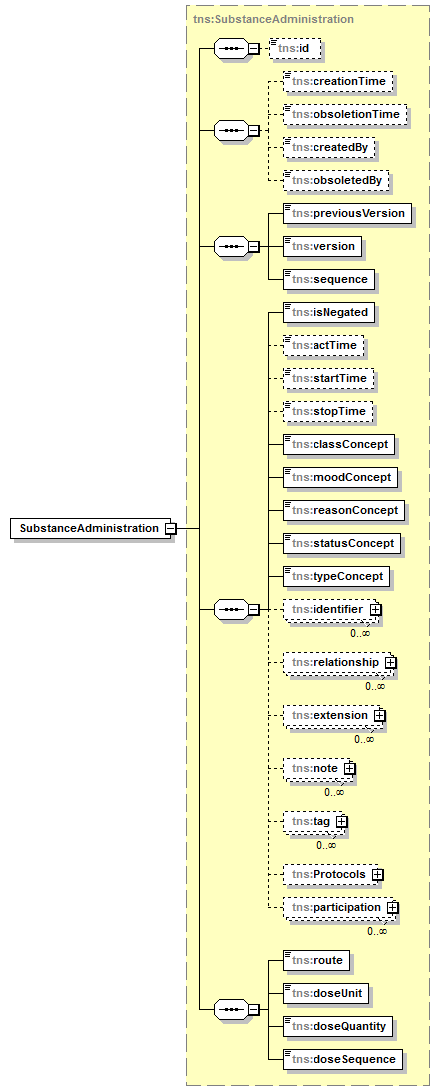 tns:SubstanceAdministration
tns:id
tns:creationTime
tns:obsoletionTime
tns:createdBy
tns:obsoletedBy
tns:previousVersion
tns:version
tns:sequence
tns:isNegated
tns:actTime
tns:startTime
tns:stopTime
tns:classConcept
tns:moodConcept
tns:reasonConcept
SubstanceAdministration
tns:statusConcept
tns:typeConcept
tns:identifier
0..∞
tns:relationship
0..∞
tns:extension
0..∞
tns:note
0..∞
tns:tag
0..∞
tns:Protocols
tns:participation
0..∞
tns:route
tns:doseUnit
tns:doseQuantity
tns:doseSequence